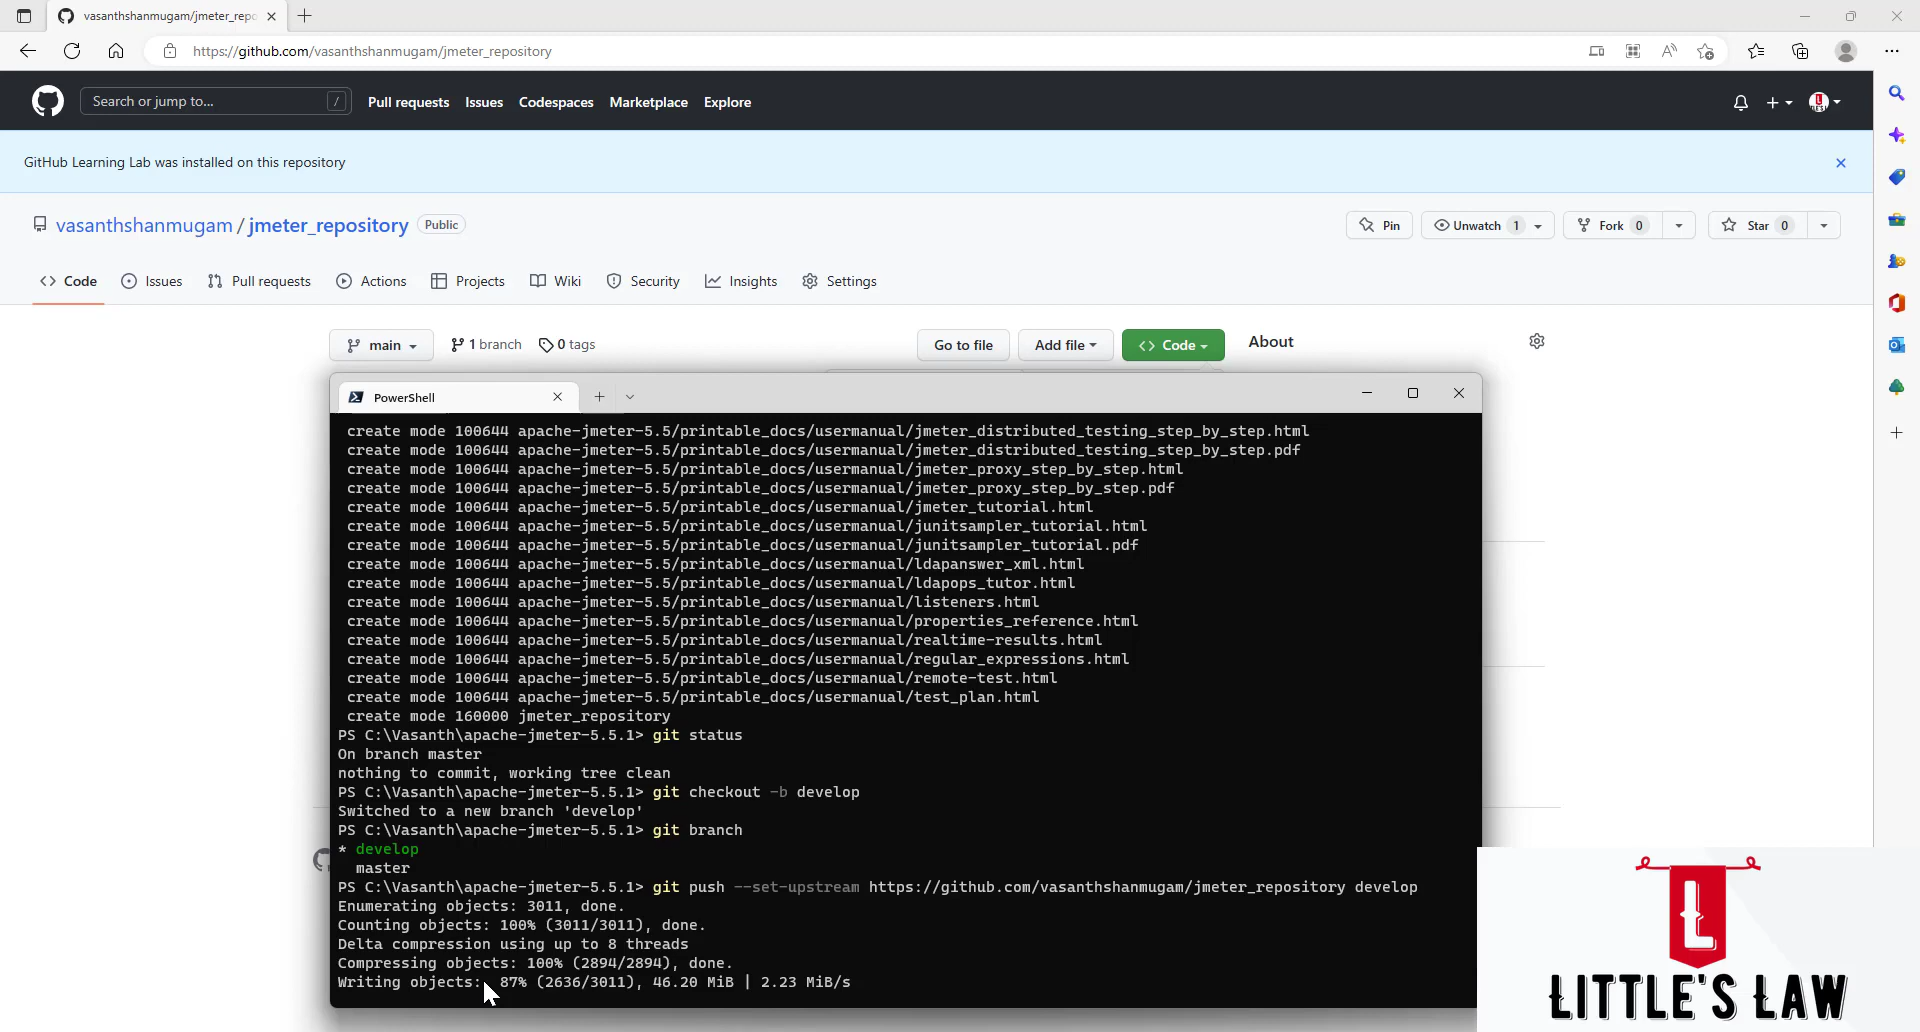 vasanthshanmugam/jmeter_repo
https://github.com/vasanthshanmugam/jmeter_repository
Search or jump to... /
Pull requests Issues Codespaces Marketplace Explore
GitHub Learning Lab was installed on this repository
vasanthshanmugam / jmeter_repository Public
Pin Unwatch 1 Fork 0 Star 0
Code Issues Pull requests Actions Projects Wiki Security Insights Settings
main 1 branch 0 tags Go to file Add file Code About
PowerShell
create mode 100644 apache-jmeter-5.5/printable_docs/usermanual/jmeter_distributed_testing_step_by_step.html
create mode 100644 apache-jmeter-5.5/printable_docs/usermanual/jmeter_distributed_testing_step_by_step.pdf
create mode 100644 apache-jmeter-5.5/printable_docs/usermanual/jmeter_proxy_step_by_step.html
create mode 100644 apache-jmeter-5.5/printable_docs/usermanual/jmeter_proxy_step_by_step.pdf
create mode 100644 apache-jmeter-5.5/printable_docs/usermanual/jmeter_tutorial.html
create mode 100644 apache-jmeter-5.5/printable_docs/usermanual/junitsampler_tutorial.html
create mode 100644 apache-jmeter-5.5/printable_docs/usermanual/junitsampler_tutorial.pdf
create mode 100644 apache-jmeter-5.5/printable_docs/usermanual/ldapanswer_xml.html
create mode 100644 apache-jmeter-5.5/printable_docs/usermanual/ldapops_tutor.html
create mode 100644 apache-jmeter-5.5/printable_docs/usermanual/listeners.html
create mode 100644 apache-jmeter-5.5/printable_docs/usermanual/properties_reference.html
create mode 100644 apache-jmeter-5.5/printable_docs/usermanual/realtime-results.html
create mode 100644 apache-jmeter-5.5/printable_docs/usermanual/regular_expressions.html
create mode 100644 apache-jmeter-5.5/printable_docs/usermanual/remote-test.html
create mode 100644 apache-jmeter-5.5/printable_docs/usermanual/test_plan.html
create mode 160000 jmeter_repository
PS C:\Vasanth\apache-jmeter-5.5.1> git status
On branch master
nothing to commit, working tree clean
PS C:\Vasanth\apache-jmeter-5.5.1> git checkout -b develop
Switched to a new branch 'develop'
PS C:\Vasanth\apache-jmeter-5.5.1> git branch
* develop
master
PS C:\Vasanth\apache-jmeter-5.5.1> git push --set-upstream https://github.com/vasanthshanmugam/jmeter_repository develop
Enumerating objects: 3011, done.
Counting objects: 100% (3011/3011), done.
Delta compression using up to 8 threads
Compressing objects: 100% (2894/2894), done.
Writing objects: 87% (2636/3011), 46.20 MiB | 2.23 MiB/s
L
LITTLE'S LAW